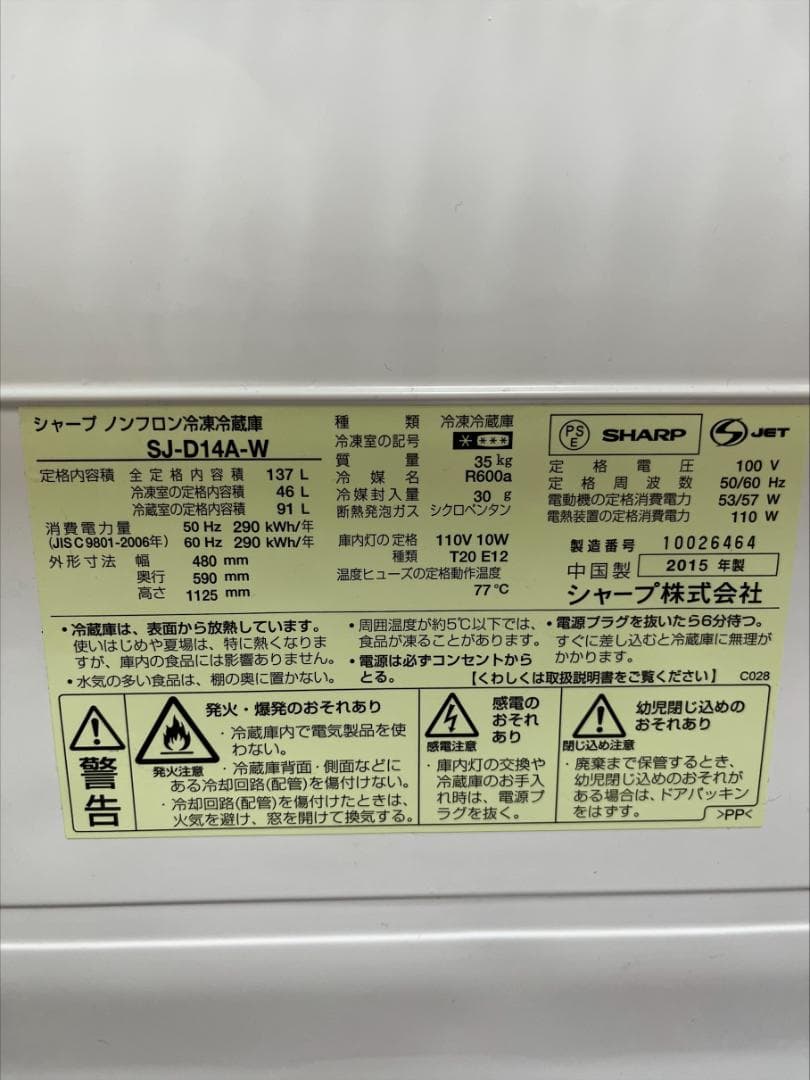 シャープ ノンフロン冷凍冷蔵庫
SJ-D14A-W
定格内容積 全定格内容積 137 L
冷凍室の定格内容積 46 L
冷蔵室の定格内容積 91 L
消費電力量 50 Hz 290 kWh/年
(JIS C 9801-2006年) 60 Hz 290 kWh/年
外形寸法 幅 480 mm
奥行 590 mm
高さ 1125 mm
種類 冷凍冷蔵庫
冷凍室の記号 * ***
質量 35 kg
冷媒名 R600a
冷媒封入量 30 g
断熱発泡ガス シクロペンタン
庫内灯の定格 110V 10W
種類 T20 E12
温度ヒューズの定格動作温度
77℃
PS
E
SHARP
S JET
定格電圧 100 V
定格周波数 50/60 Hz
電動機の定格消費電力 53/57 W
電熱装置の定格消費電力 110 W
製造番号 10026464
中国製 2015 年製
シャープ株式会社
・冷蔵庫は、表面から放熱しています。
使いはじめや夏場は、特に熱くなりま
すが、庫内の食品には影響ありません。
・水気の多い食品は、棚の奥に置かない。
・周囲温度が約5℃以下では、
食品が凍ることがあります。
・電源は必ずコンセントから
とる。
・電源プラグを抜いたら6分待つ。
すぐに差し込むと冷蔵庫に無理が
かかります。
【くわしくは取扱説明書をご覧ください】 C028
警告
発火・爆発のおそれあり
発火注意
・冷蔵庫内で電気製品を使
わない。
・冷蔵庫背面・側面などに
ある冷却回路(配管)を傷付けない。
・冷却回路(配管)を傷付けたときは、
火気を避け、窓を開けて換気する。
感電の
おそれ
あり
感電注意
・庫内灯の交換や
冷蔵庫のお手入
れ時は、電源プ
ラグを抜く。
幼児閉じ込めの
おそれあり
閉じ込め注意
・廃棄まで保管するとき、
幼児閉じ込めのおそれが
ある場合は、ドアパッキン
をはずす。
>PP<